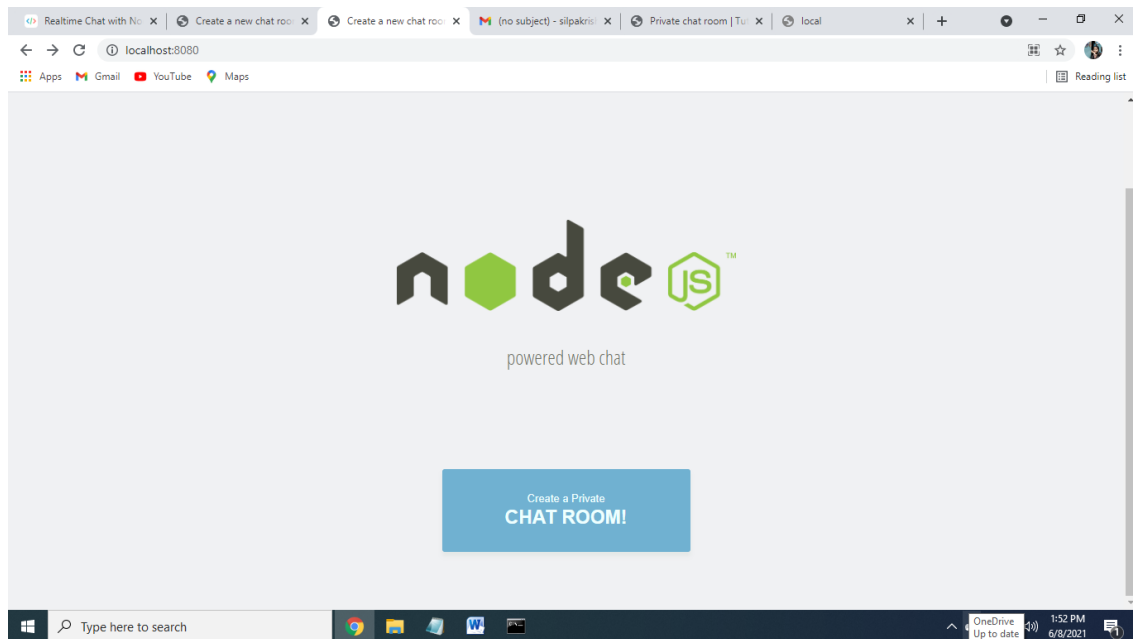 Realtime Chat with No
Create a new chat roo
Create a new chat roo
(no subject) - silpakris
Private chat room | Tu
local
localhost:8080
Apps
Gmail
YouTube
Maps
Reading list
node JS ™
powered web chat
Create a Private
CHAT ROOM!
Type here to search
OneDrive
Up to date
1:52 PM
6/8/2021